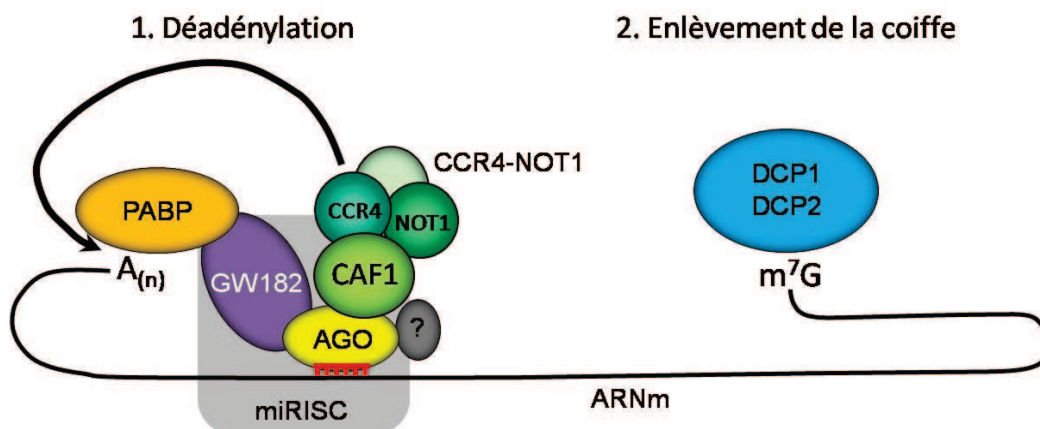 1. Déadénylation
2. Enlèvement de la coiffe
CCR4-NOT1
PABP
CCR4
NOT1
DCP1
DCP2
A(n)
GW182
CAF1
m⁷G
AGO
?
miRISC
ARNm